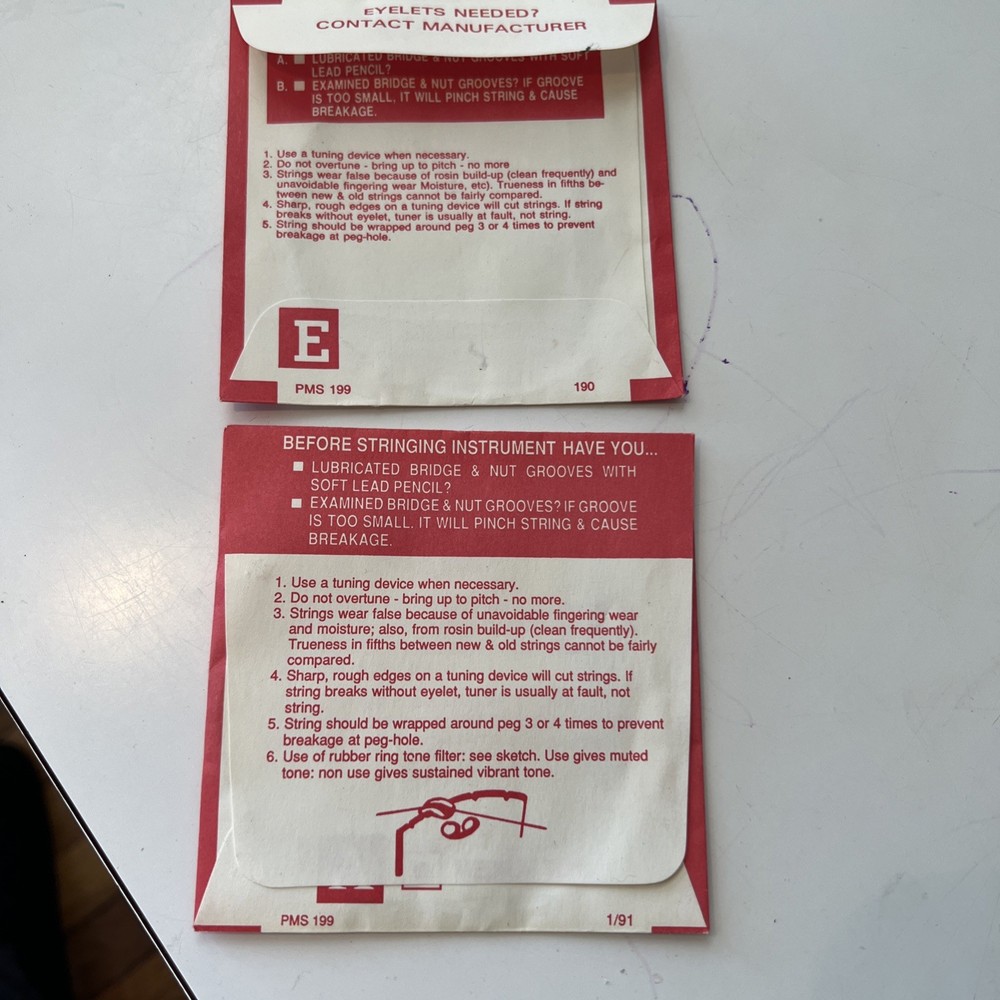 EYELETS NEEDED?
CONTACT MANUFACTURER
A. LUBRICATED BRIDGE & NUT GROOVES WITH SOFT
LEAD PENCIL?
B. EXAMINED BRIDGE & NUT GROOVES? IF GROOVE
IS TOO SMALL, IT WILL PINCH STRING & CAUSE
BREAKAGE.
1. Use a tuning device when necessary.
2. Do not overtune - bring up to pitch - no more
3. Strings wear false because of rosin build-up (clean frequently) and
unavoidable fingering wear Moisture, etc). Trueness in fifths be-
tween new & old strings cannot be fairly compared.
4. Sharp, rough edges on a tuning device will cut strings. If string
breaks without eyelet, tuner is usually at fault, not string.
5. String should be wrapped around peg 3 or 4 times to prevent
breakage at peg-hole.
E
PMS 199 190
BEFORE STRINGING INSTRUMENT HAVE YOU...
LUBRICATED BRIDGE & NUT GROOVES WITH
SOFT LEAD PENCIL?
EXAMINED BRIDGE & NUT GROOVES? IF GROOVE
IS TOO SMALL. IT WILL PINCH STRING & CAUSE
BREAKAGE.
1. Use a tuning device when necessary.
2. Do not overtune - bring up to pitch - no more.
3. Strings wear false because of unavoidable fingering wear
and moisture; also, from rosin build-up (clean frequently).
Trueness in fifths between new & old strings cannot be fairly
compared.
4. Sharp, rough edges on a tuning device will cut strings. If
string breaks without eyelet, tuner is usually at fault, not
string.
5. String should be wrapped around peg 3 or 4 times to prevent
breakage at peg-hole.
6. Use of rubber ring tone filter: see sketch. Use gives muted
tone: non use gives sustained vibrant tone.
PMS 199 1/91